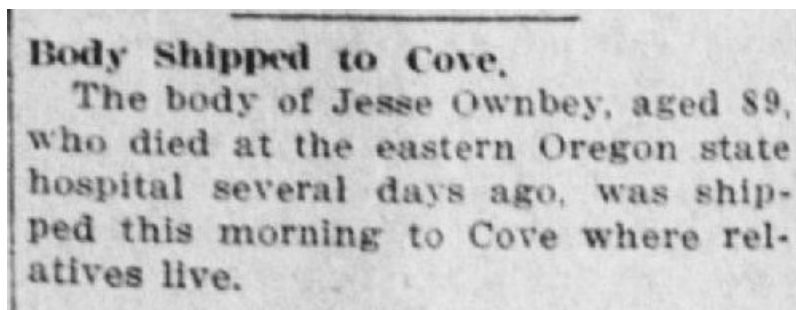 Body Shipped to Cove.
The body of Jesse Ownbey, aged 89,
who died at the eastern Oregon state
hospital several days ago, was ship-
ped this morning to Cove where rel-
atives live.